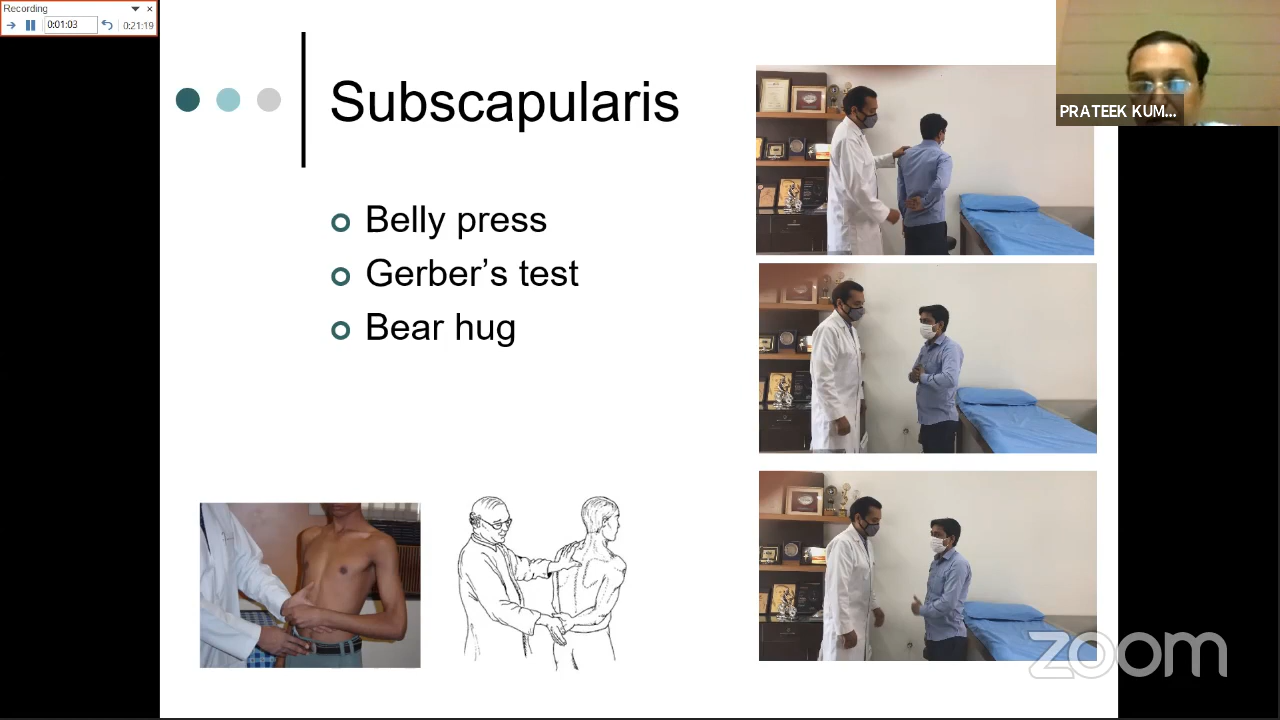 Recording
0:01:03
0:21:19
PRATEEK KUM...
Subscapularis
Belly press
Gerber’s test
Bear hug
zoom